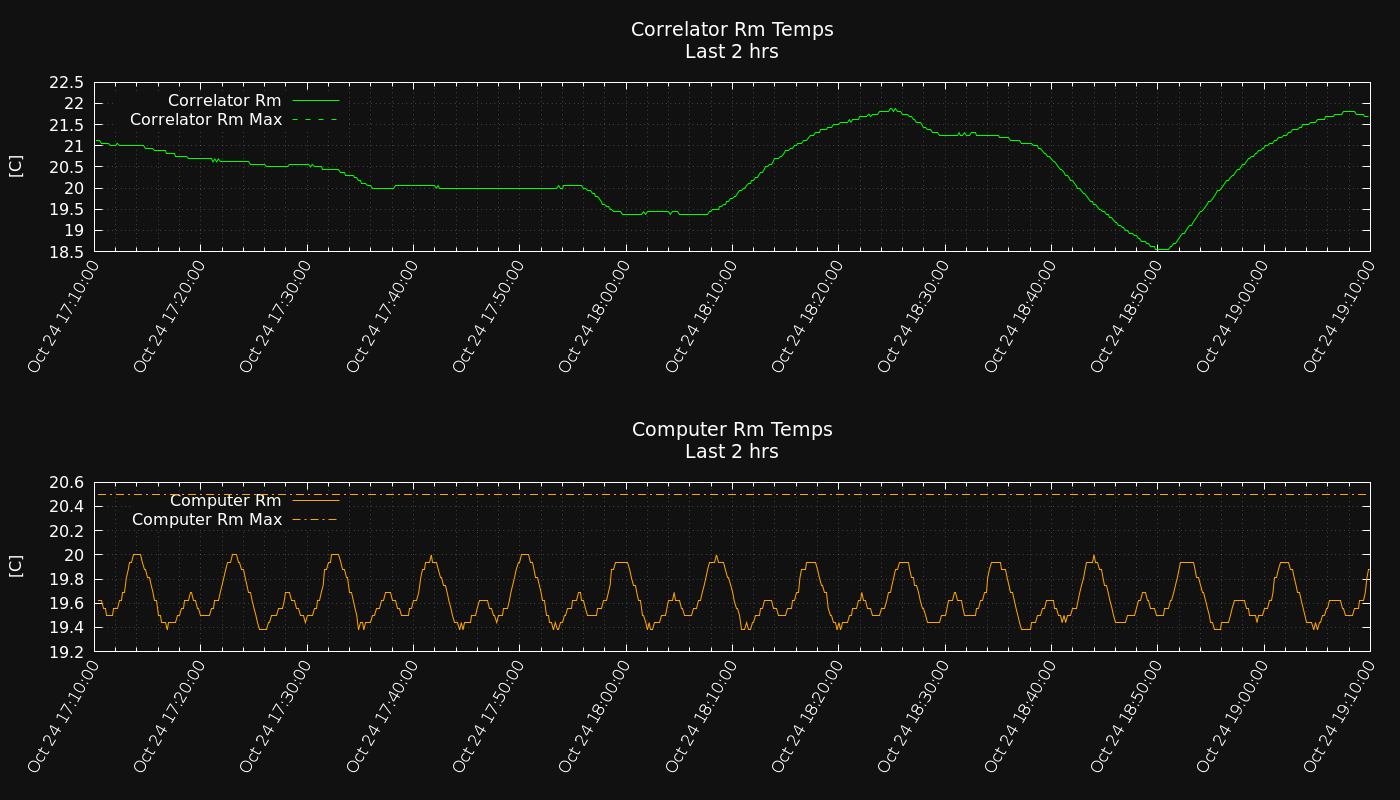 Correlator Rm Temps
Last 2 hrs
22.5
22
21.5
21
20.5
20
19.5
19
18.5
[C]
Correlator Rm
Correlator Rm Max
Oct 24 17:10:00
Oct 24 17:20:00
Oct 24 17:30:00
Oct 24 17:40:00
Oct 24 17:50:00
Oct 24 18:00:00
Oct 24 18:10:00
Oct 24 18:20:00
Oct 24 18:30:00
Oct 24 18:40:00
Oct 24 18:50:00
Oct 24 19:00:00
Oct 24 19:10:00
Computer Rm Temps
Last 2 hrs
20.6
20.4
20.2
20
19.8
19.6
19.4
19.2
[C]
Computer Rm
Computer Rm Max
Oct 24 17:10:00
Oct 24 17:20:00
Oct 24 17:30:00
Oct 24 17:40:00
Oct 24 17:50:00
Oct 24 18:00:00
Oct 24 18:10:00
Oct 24 18:20:00
Oct 24 18:30:00
Oct 24 18:40:00
Oct 24 18:50:00
Oct 24 19:00:00
Oct 24 19:10:00